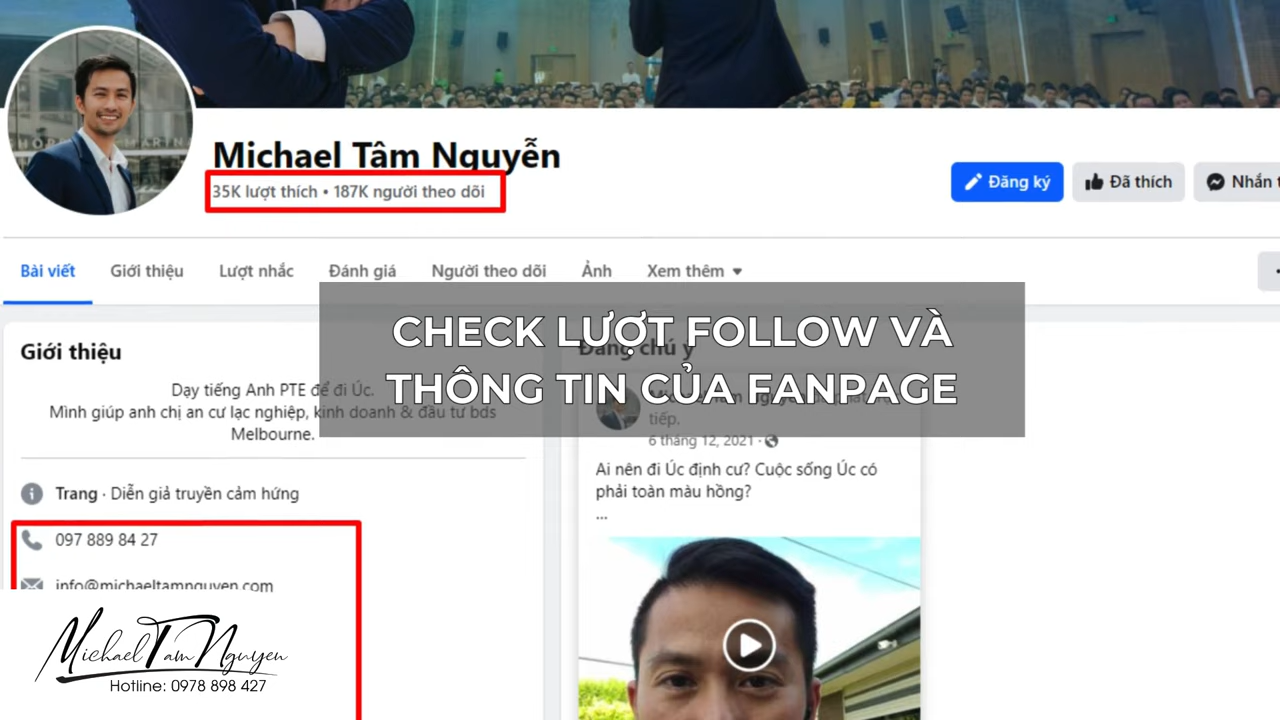 Michael Tâm Nguyễn
35K lượt thích • 187K người theo dõi
Đăng ký
Đã thích
Nhắn
Bài viết
Giới thiệu
Lượt nhắc
Đánh giá
Người theo dõi
Ảnh
Xem thêm
CHECK LƯỢT FOLLOW VÀ
THÔNG TIN CỦA FANPAGE
Giới thiệu
Dạy tiếng Anh PTE để đi Úc.
Mình giúp anh chị an cư lạc nghiệp, kinh doanh & đầu tư bds
Melbourne.
Trang · Diễn giả truyền cảm hứng
097 889 84 27
info@michaeltamnguyen.com
Đáng chú ý
tiếp.
6 tháng 12, 2021 ·
Ai nên đi Úc định cư? Cuộc sống Úc có
phải toàn màu hồng?
...
Michael Tam Nguyen
Hotline: 0978 898 427